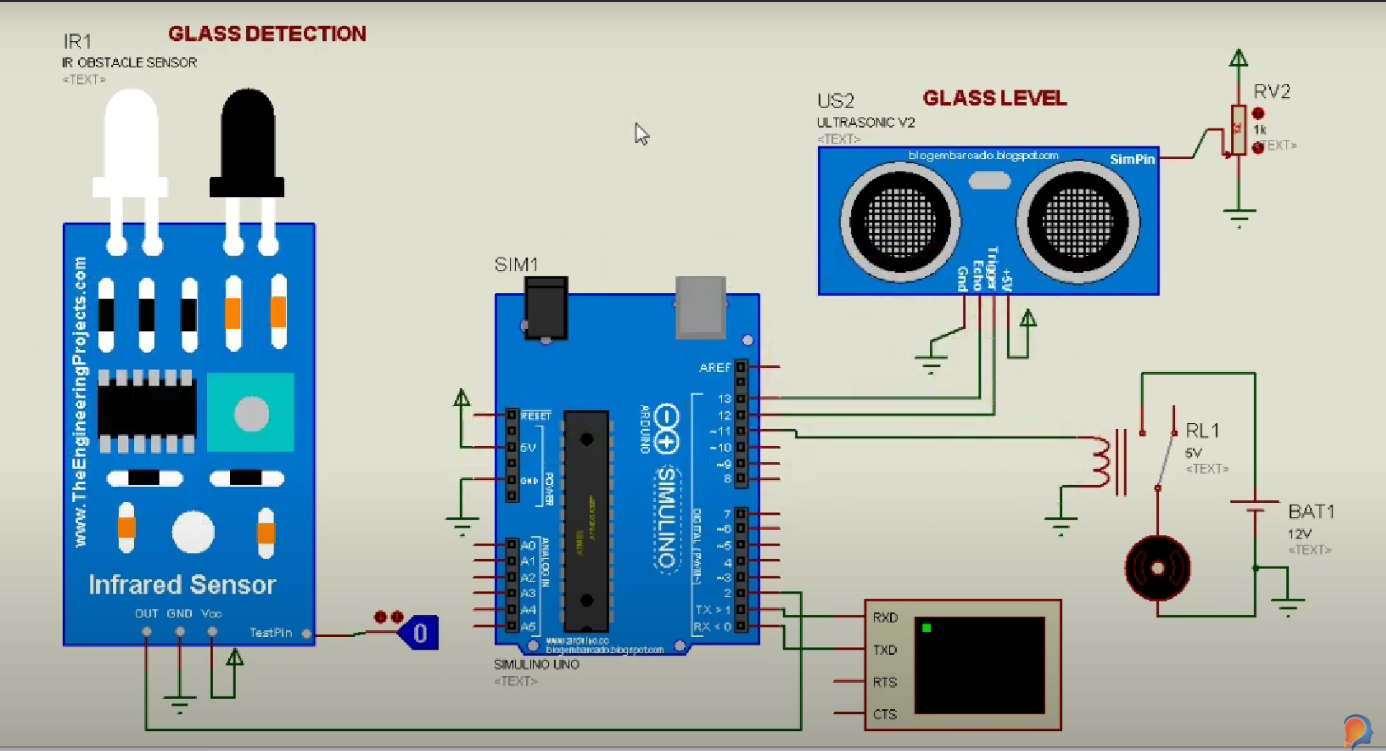 GLASS DETECTION
IR1
IR OBSTACLE SENSOR
<TEXT>
www.TheEngineeringProjects.com
Infrared Sensor
OUT GND Vcc
TestPin
0
SIM1
AREF
RESET
5V
GND
POWER
A0
A1
A2
A3
A4
A5
ANALOG IN
ARDUINO
SIMULINO
13
12
~11
~10
~9
8
7
~6
~5
4
~3
2
TX > 1
RX < 0
DIGITAL (PWM~)
www.arduino.cc
blogembarcado.blogspot.com
SIMULINO UNO
<TEXT>
GLASS LEVEL
US2
ULTRASONIC V2
<TEXT>
blogembarcado.blogspot.com
SimPin
Gnd
Echo
Trigger
+5V
RV2
1k
<TEXT>
RL1
5V
<TEXT>
BAT1
12V
<TEXT>
RXD
TXD
RTS
CTS